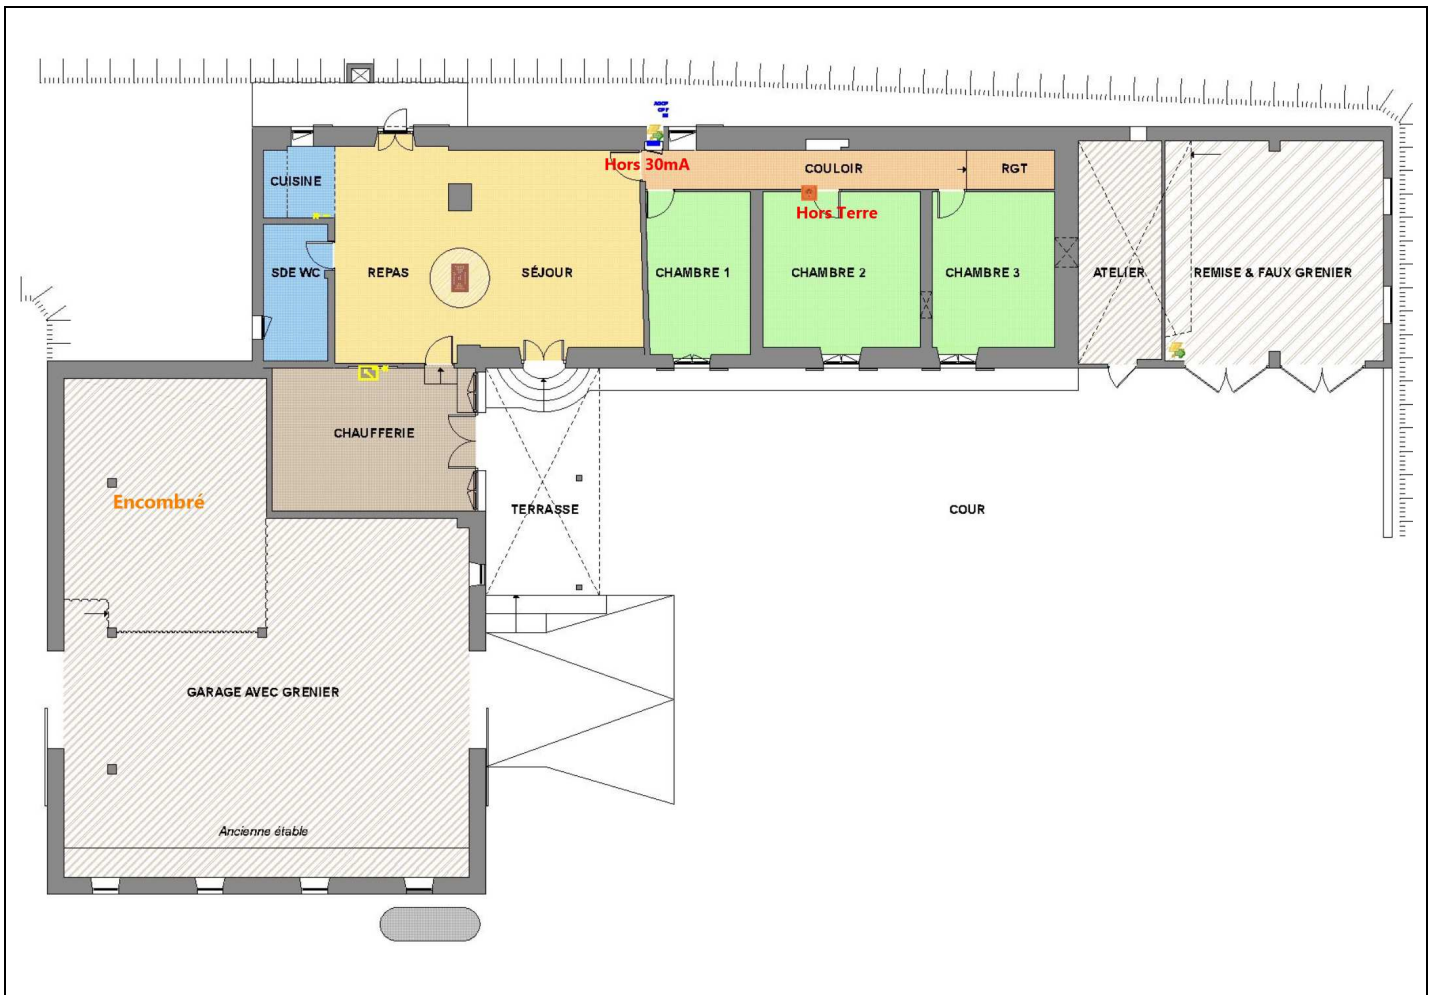 AGCP
Hors 30mA
COULOIR
RGT
CUISINE
Hors Terre
SDE WC
REPAS
SÉJOUR
CHAMBRE 1
CHAMBRE 2
CHAMBRE 3
ATELIER
REMISE & FAUX GRENIER
CHAUFFERIE
Encombré
TERRASSE
COUR
GARAGE AVEC GRENIER
Ancienne étable